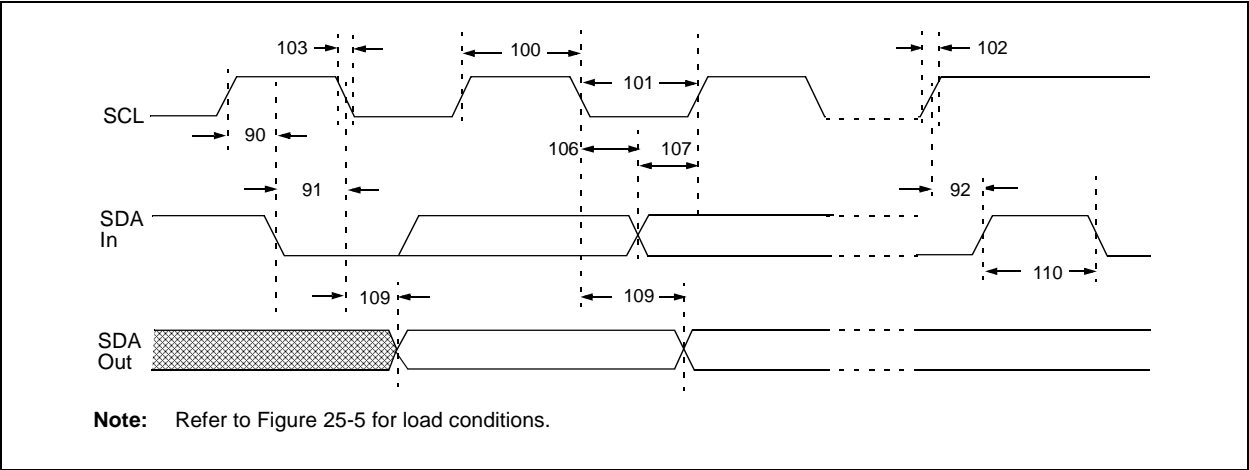 103
100
102
101
SCL
90
106
107
91
92
SDA
In
110
109
109
SDA
Out
Note: Refer to Figure 25-5 for load conditions.